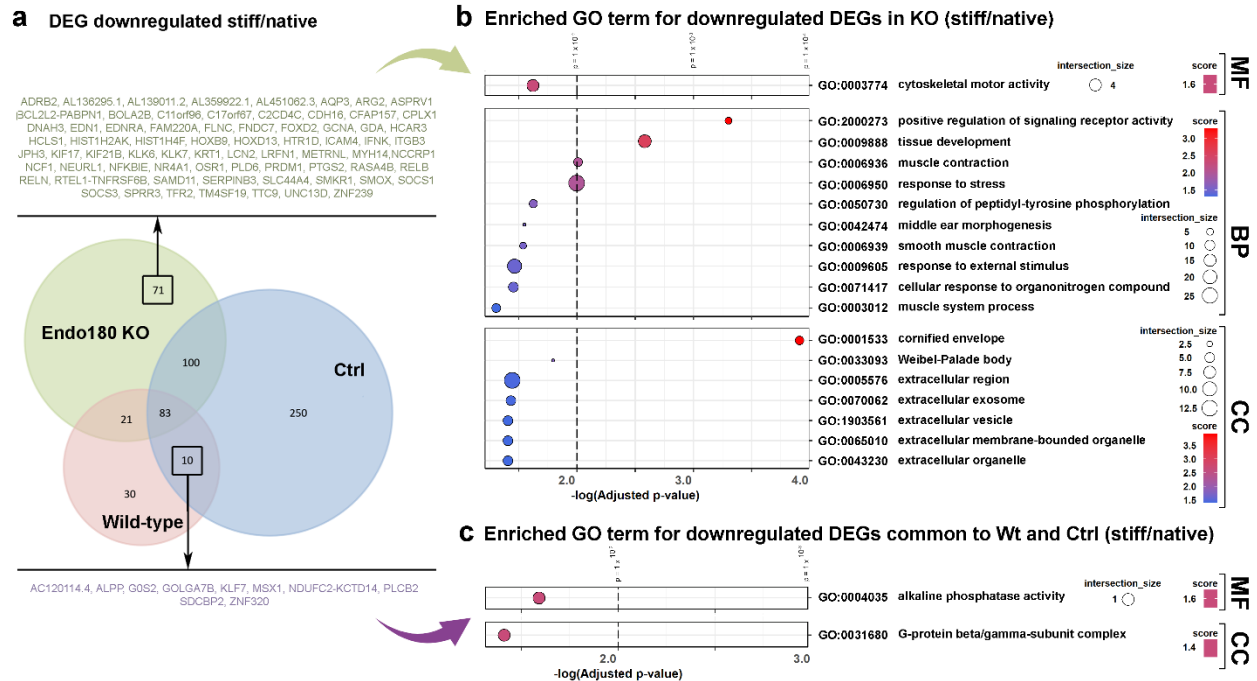 a
DEG downregulated stiff/native
ADRB2, AL136295.1, AL139011.2, AL359922.1, AL451062.3, AQP3, ARG2, ASPRV1
BCL2L2-PABPN1, BOLA2B, C11orf96, C17orf67, C2CD4C, CDH16, CFAP157, CPLX1
DNAH3, EDN1, EDNRA, FAM220A, FLNC, FNDC7, FOXD2, GCNA, GDA, HCAR3
HCLS1, HIST1H2AK, HIST1H4F, HOXB9, HOXD13, HTR1D, ICAM4, IFNK, ITGB3
JPH3, KIF17, KIF21B, KLK6, KLK7, KRT1, LCN2, LRFN1, METRNL, MYH14,NCCRP1
NCF1, NEURL1, NFKBIE, NR4A1, OSR1, PLD6, PRDM1, PTGS2, RASA4B, RELB
RELN, RTEL1-TNFRSF6B, SAMD11, SERPINB3, SLC44A4, SMKR1, SMOX, SOCS1
SOCS3, SPRR3, TFR2, TM4SF19, TTC9, UNC13D, ZNF239
71
Endo180 KO
100
Ctrl
250
21
83
10
30
Wild-type
AC120114.4, ALPP, G0S2, GOLGA7B, KLF7, MSX1, NDUFC2-KCTD14, PLCB2
SDCBP2, ZNF320
b
Enriched GO term for downregulated DEGs in KO (stiff/native)
GO:0003774 cytoskeletal motor activity
intersection_size
4
score
1.6
MF
GO:2000273 positive regulation of signaling receptor activity
GO:0009888 tissue development
GO:0006936 muscle contraction
GO:0006950 response to stress
GO:0050730 regulation of peptidyl-tyrosine phosphorylation
GO:0042474 middle ear morphogenesis
GO:0006939 smooth muscle contraction
GO:0009605 response to external stimulus
GO:0071417 cellular response to organonitrogen compound
GO:0003012 muscle system process
score
3.0
2.5
2.0
1.5
intersection_size
5
10
15
20
25
BP
GO:0001533 cornified envelope
GO:0033093 Weibel-Palade body
GO:0005576 extracellular region
GO:0070062 extracellular exosome
GO:1903561 extracellular vesicle
GO:0065010 extracellular membrane-bounded organelle
GO:0043230 extracellular organelle
intersection_size
2.5
5.0
7.5
10.0
12.5
score
3.5
3.0
2.5
2.0
1.5
CC
2.0
3.0
4.0
-log(Adjusted p-value)
c
Enriched GO term for downregulated DEGs common to Wt and Ctrl (stiff/native)
GO:0004035 alkaline phosphatase activity
intersection_size
1
score
1.6
MF
GO:0031680 G-protein beta/gamma-subunit complex
score
1.4
CC
2.0
3.0
-log(Adjusted p-value)